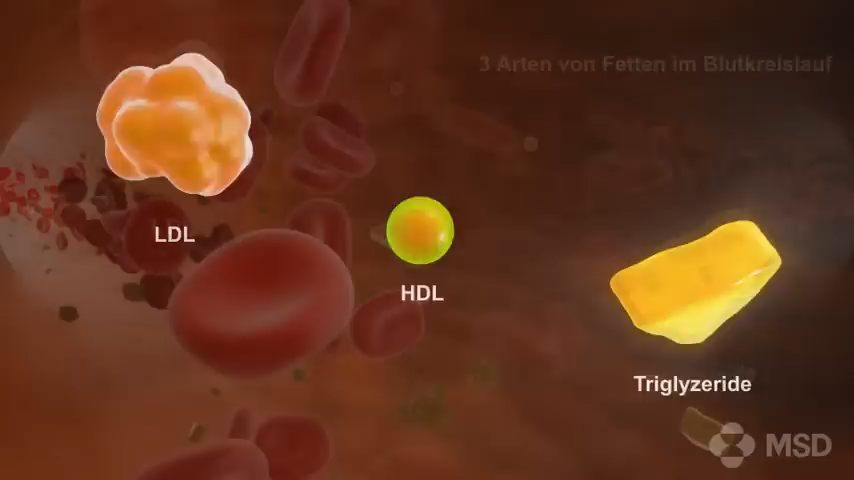 3 Arten von Fetten im Blutkreislauf
LDL
HDL
Triglyzeride
MSD